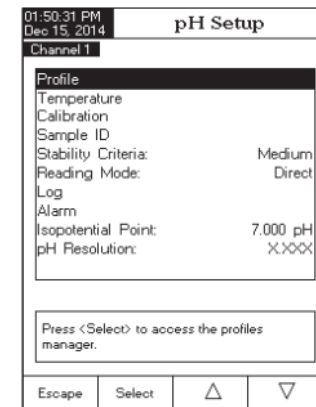 01:50:31 PM
Dec 15, 2014
pH Setup
Channel 1
Profile
Temperature
Calibration
Sample ID
Stability Criteria: Medium
Reading Mode: Direct
Log
Alarm
Isopotential Point: 7.000 pH
pH Resolution: X.XXX
Press <Select> to access the profiles
manager.
Escape Select △ ▽